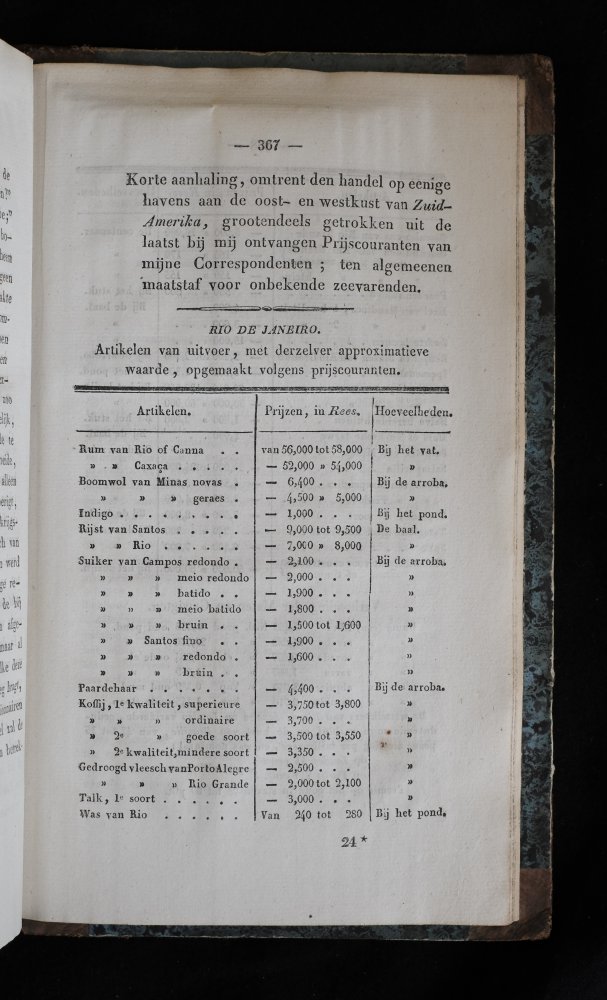 — 367 —
Korte aanhaling, omtrent den handel op eenige
havens aan de oost- en westkust van Zuid-
Amerika, grootendeels getrokken uit de
laatst bij mij ontvangen Prijscouranten van
mijne Correspondenten ; ten algemeenen
maatstaf voor onbekende zeevarenden.
RIO DE JANEIRO.
Artikelen van uitvoer, met derzelver approximatieve
waarde, opgemaakt volgens prijscouranten.
Artikelen. Prijzen, in Rees. Hoeveelheden.
Rum van Rio of Canna . . van 56,000 tot 58,000 Bij het vat.
» » Caxaça . . . . . — 52,000 » 54,000 »
Boomwol van Minas novas . — 6,400 . . . Bij de arroba.
» » » geraes . — 4,500 » 5,000 »
Indigo . . . . . . . . . — 1,000 . . . Bij het pond.
Rijst van Santos . . . . . — 9,000 tot 9,500 De baal.
» » Rio . . . . . . — 7,000 » 8,000 »
Suiker van Campos redondo . — 2,100 . . . Bij de arroba.
» » » meio redondo — 2,000 . . . »
» » » batido . . — 1,900 . . . »
» » » meio batido — 1,800 . . . »
» » » bruin . . — 1,500 tot 1,600 »
» » Santos fino . . — 1,900 . . . »
» » » redondo . — 1,600 . . . »
» » » bruin . . »
Paardehaar . . . . . . . — 4,400 . . . Bij de arroba.
Koffij, 1e kwaliteit, superieure — 3,750 tot 3,800 »
» » » ordinaire — 3,700 . . . »
» 2e » goede soort — 3,500 tot 3,550 »
» 2e kwaliteit, mindere soort — 3,350 . . . »
Gedroogd vleesch van Porto Alegre — 2,500 . . . »
» » » Rio Grande — 2,000 tot 2,100 »
Talk, 1e soort . . . . . . — 3,000 . . . »
Was van Rio . . . . . . Van 240 tot 280 Bij het pond.
24 *